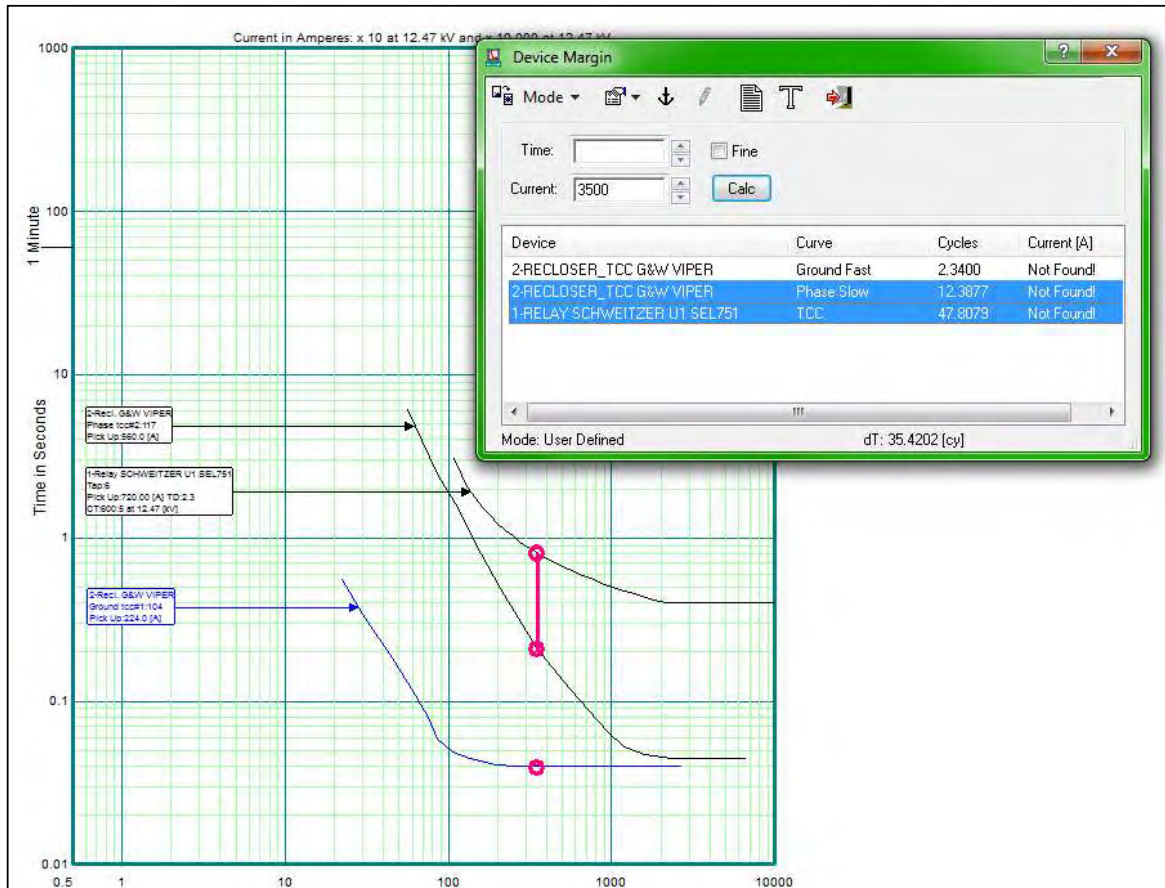 Current in Amperes: x 10 at 12.47 kV and x 10,000 at 12.47 kV
Device Margin
Mode
Time:
Fine
Current: 3500 Calc
Device Curve Cycles Current [A]
2-RECLOSER_TCC G&W VIPER Ground Fast 2.3400 Not Found!
2-RECLOSER_TCC G&W VIPER Phase Slow 12.3877 Not Found!
1-RELAY SCHWEITZER U1 SEL751 TCC 47.8079 Not Found!
Mode: User Defined dT: 35.4202 [cy]
1000
100
1 Minute
10
Time in Seconds
2-Recl. G&W VIPER
Phase tcc#2:117
Pick Up:560.0 [A]
1-Relay SCHWEITZER U1 SEL751
Tap:6
Pick Up:720.00 [A] TD:2.3
CT:600:5 at 12.47 [kV]
1
2-Recl. G&W VIPER
Ground tcc#1:104
Pick Up:224.0 [A]
0.1
0.01
0.5 1 10 100 1000 10000